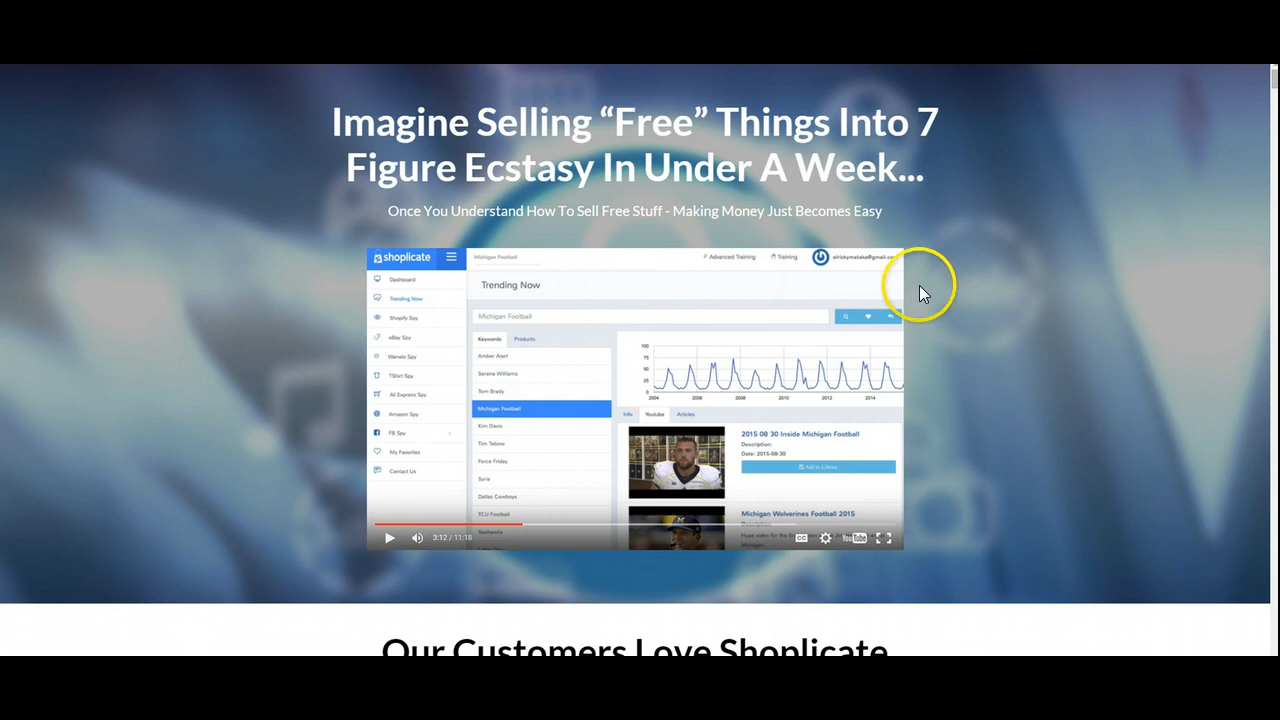 Imagine Selling “Free” Things Into 7
Figure Ecstasy In Under A Week...
Once You Understand How To Sell Free Stuff - Making Money Just Becomes Easy
shoplicate
Michigan Football
Advanced Training
Training
Dashboard
Trending Now
Shopify Spy
eBay Spy
Wanelo Spy
TShirt Spy
Ali Express Spy
Amazon Spy
FB Spy
My Favorites
Contact Us
Trending Now
Michigan Football
Keywords
Products
Amber Alert
Serena Williams
Tom Brady
Michigan Football
Kim Davis
Tim Tebow
Force Friday
Syria
Dallas Cowboys
TCU Football
Seahawks
100
75
50
25
0
2004
2006
2008
2010
2012
2014
Info
Youtube
Articles
2015 08 30 Inside Michigan Football
Description:
Date: 2015-08-30
Add to Library
Michigan Wolverines Football 2015
Description:
3:12 / 11:18
CC
YouTube
Our Customers Love Shoplicate